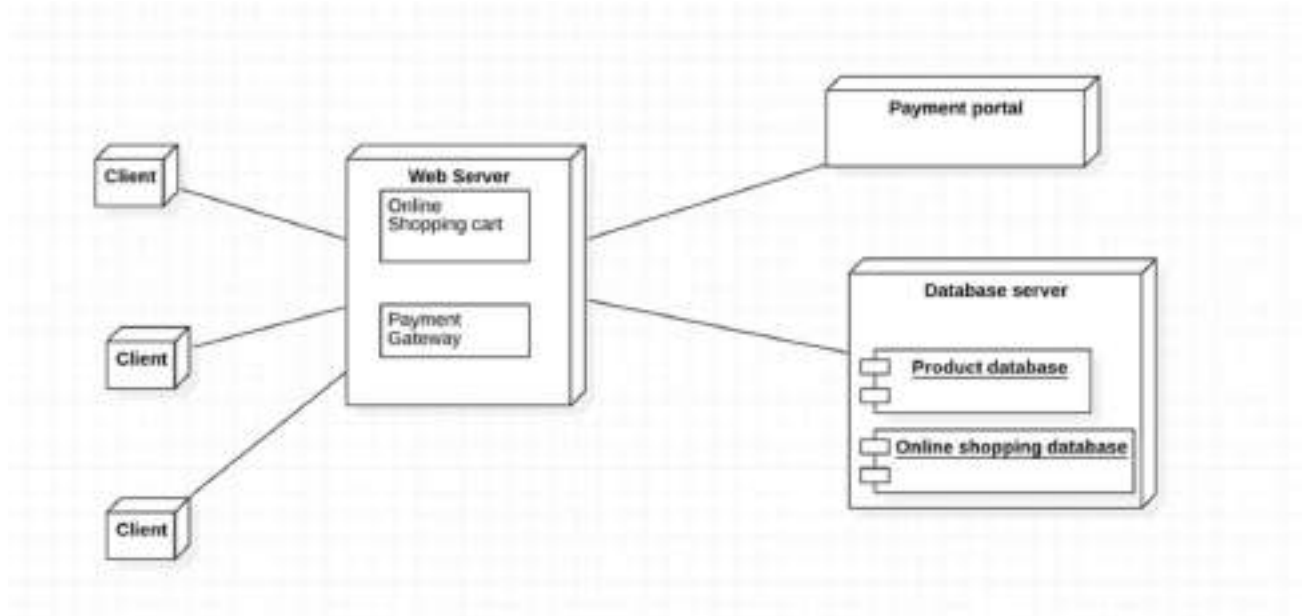 Client
Client
Client
Web Server
Online
Shopping cart
Payment
Gateway
Payment portal
Database server
Product database
Online shopping database